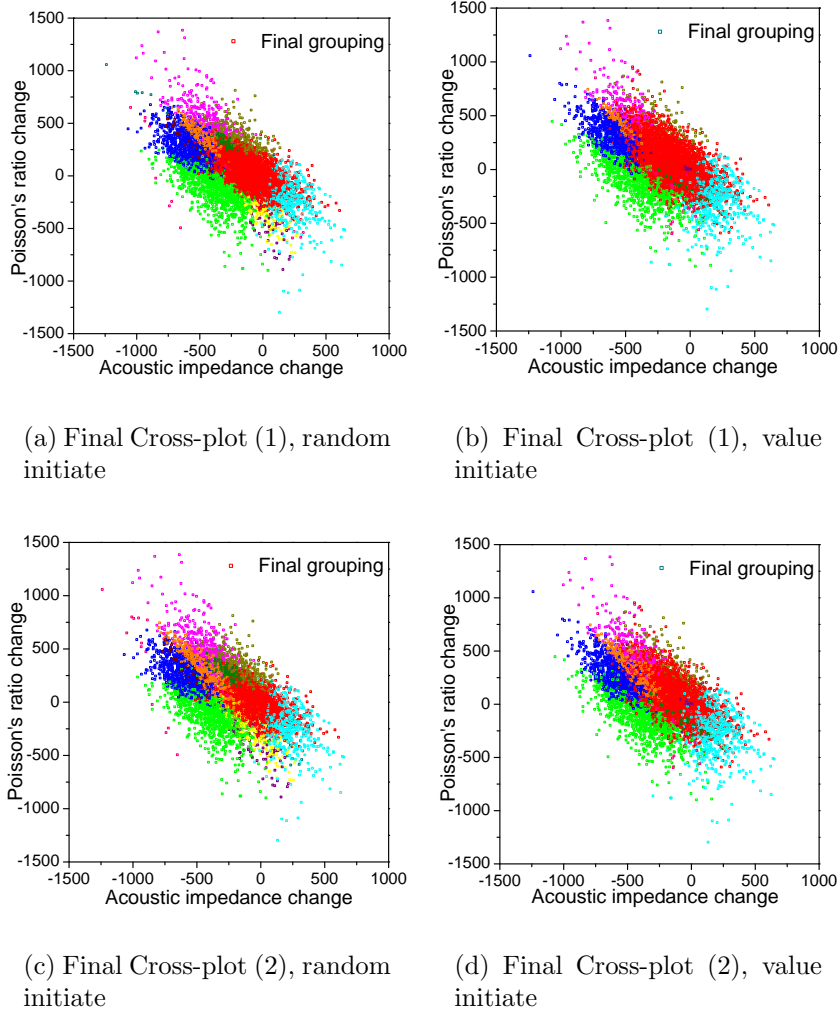 Final grouping
1500
1000
500
0
-500
-1000
-1500
Poisson's ratio change
-1500
-1000
-500
0
500
1000
Acoustic impedance change
(a) Final Cross-plot (1), random
initiate
Final grouping
1500
1000
500
0
-500
-1000
-1500
Poisson's ratio change
-1500
-1000
-500
0
500
1000
Acoustic impedance change
(b) Final Cross-plot (1), value
initiate
Final grouping
1500
1000
500
0
-500
-1000
-1500
Poisson's ratio change
-1500
-1000
-500
0
500
1000
Acoustic impedance change
(c) Final Cross-plot (2), random
initiate
Final grouping
1500
1000
500
0
-500
-1000
-1500
Poisson's ratio change
-1500
-1000
-500
0
500
1000
Acoustic impedance change
(d) Final Cross-plot (2), value
initiate